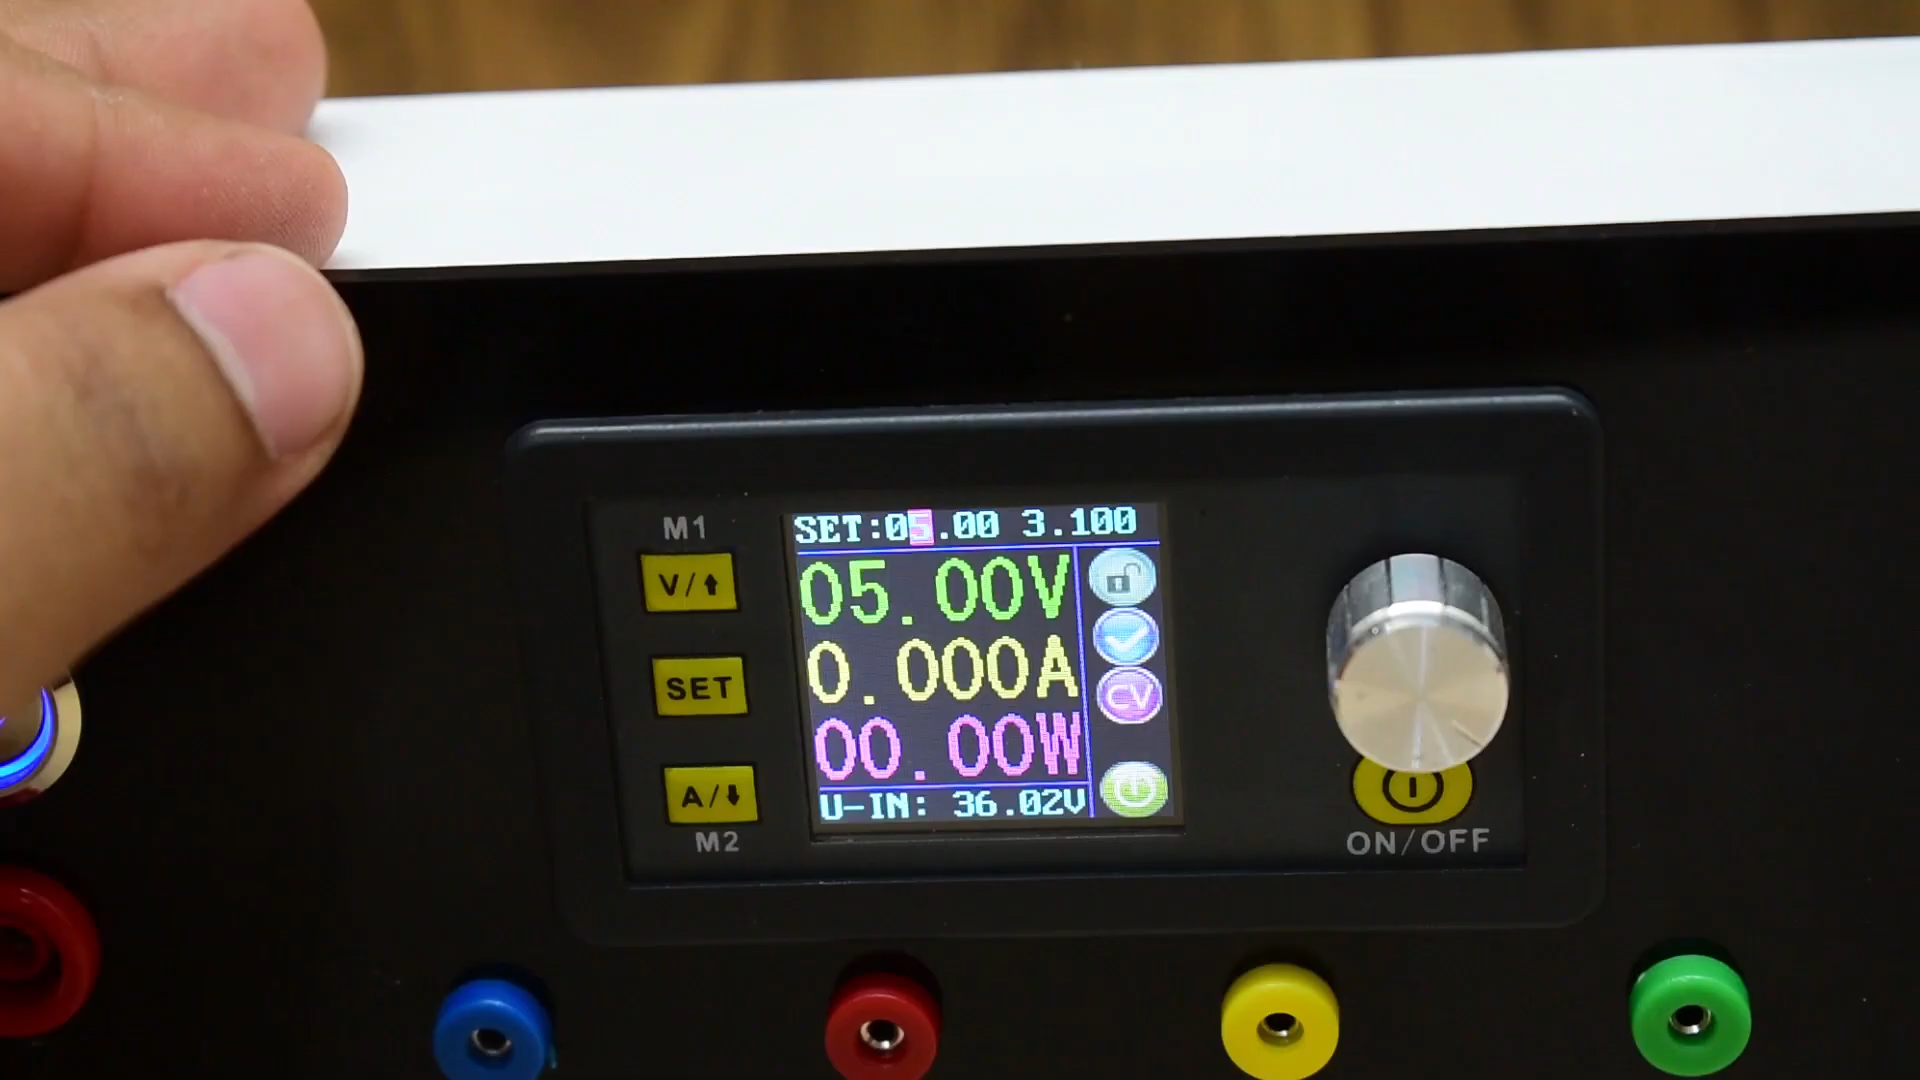 M1
V/⬆
SET
A/⬇
M2
SET:05.00 3.100
05.00V
0.000A
00.00W
CV
U-IN: 36.02V
ON/OFF